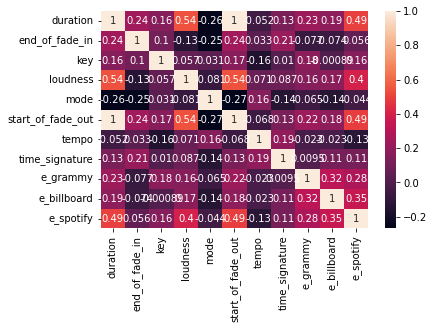 duration 1 0.24 0.16 0.54 -0.26 1 -0.052 0.13 0.23 0.19 0.49
end_of_fade_in 0.24 1 0.1 -0.13 -0.25 0.24 0.033 0.21 -0.077 -0.074 0.056
key 0.16 0.1 1 0.057 0.031 0.17 -0.16 0.01 0.18 -0.00089 0.16
loudness 0.54 -0.13 0.057 1 0.081 0.54 0.071 0.087 0.16 0.17 0.4
mode -0.26 -0.25 0.031 0.081 1 -0.27 0.16 -0.14 -0.065 -0.14 -0.044
start_of_fade_out 1 0.24 0.17 0.54 -0.27 1 -0.068 0.13 0.22 0.18 0.49
tempo -0.052 0.033 -0.16 0.071 0.16 -0.068 1 0.19 -0.023 -0.13
time_signature 0.13 0.21 0.01 0.087 -0.14 0.13 0.19 1 0.0095 0.11 0.11
e_grammy 0.23 -0.077 0.18 0.16 -0.065 0.22 -0.023 0.0095 1 0.32 0.28
e_billboard 0.19 -0.074 -0.00089 0.17 -0.14 0.18 0.11 0.32 1 0.35
e_spotify 0.49 0.056 0.16 0.4 -0.044 0.49 -0.13 0.11 0.28 0.35 1
duration
end_of_fade_in
key
loudness
mode
start_of_fade_out
tempo
time_signature
e_grammy
e_billboard
e_spotify
1.0
0.8
0.6
0.4
0.2
0.0
-0.2